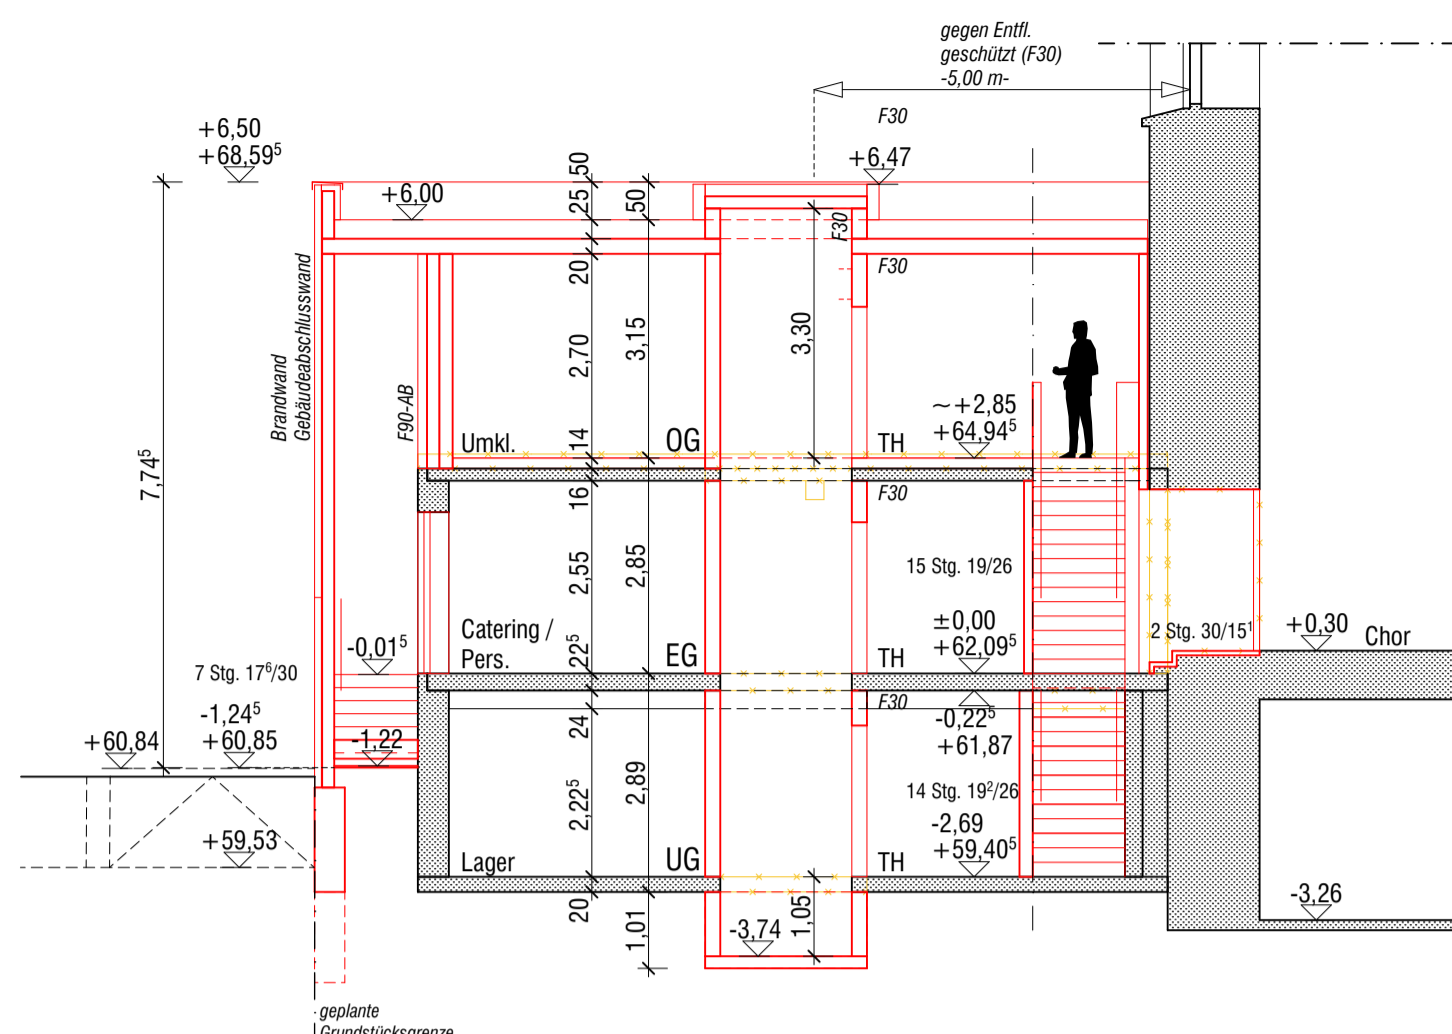 gegen Entfl.
geschützt (F30)
-5,00 m-
F30
+6,50
+68,59⁵
+6,47
+6,00
50
25
50
F30
F30
20
Brandwand
Gebäudeabschlusswand
F90-AB
2,70
3,15
3,30
7,74⁵
~+2,85
+64,94⁵
Umkl.
14
OG
TH
16
F30
2,55
2,85
15 Stg. 19/26
±0,00
+62,09⁵
2 Stg. 30/15¹
+0,30
Chor
Catering /
Pers.
-0,01⁵
22⁵
EG
TH
7 Stg. 17⁶/30
-1,24⁵
+60,85
+60,84
-1,22
24
F30
-0,22⁵
+61,87
2,22⁵
2,89
14 Stg. 19²/26
-2,69
+59,40⁵
+59,53
Lager
UG
TH
20
1,01
-3,74
1,05
-3,26
geplante
Grundstücksgrenze